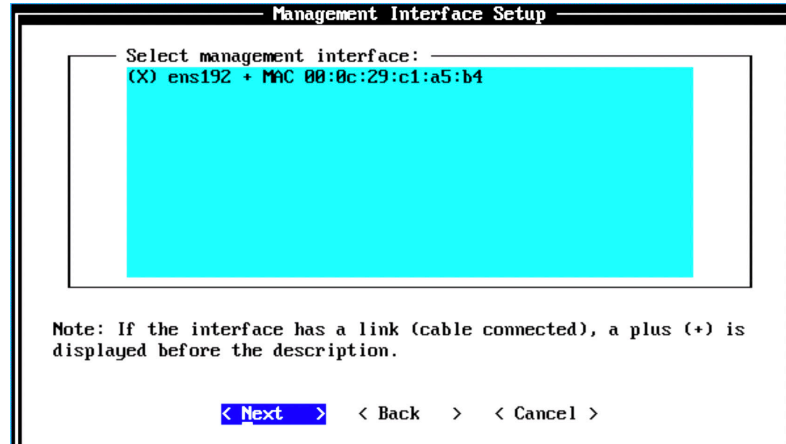 Management Interface Setup
Select management interface:
(X) ens192 + MAC 00:0c:29:c1:a5:b4
Note: If the interface has a link (cable connected), a plus (+) is
displayed before the description.
< Next > < Back > < Cancel >